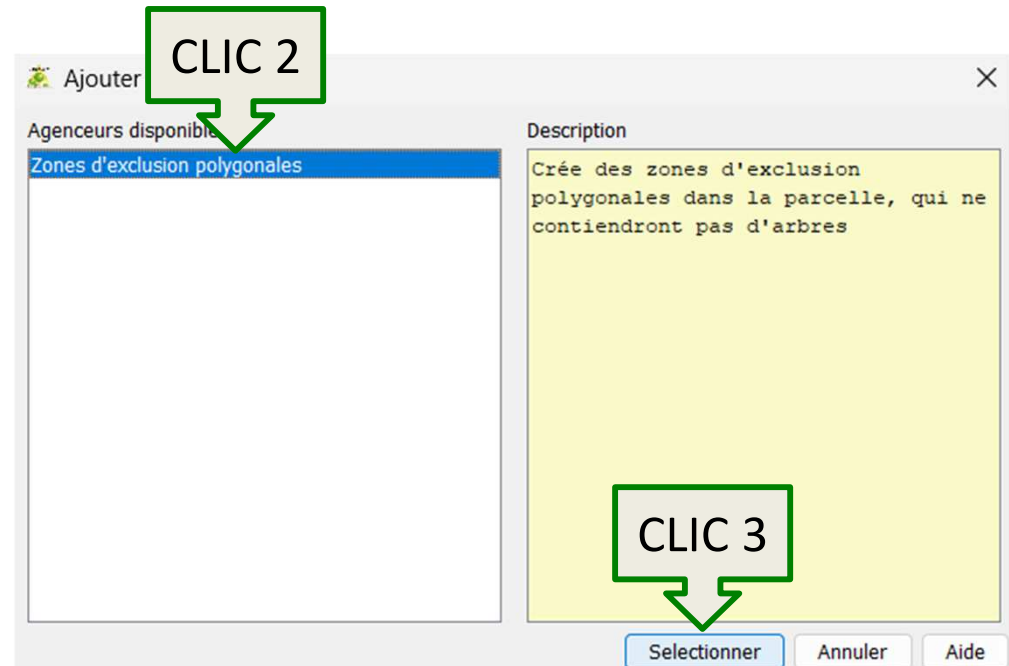 CLIC 2
Ajouter
Agenceurs disponible
Description
Zones d'exclusion polygonales
Crée des zones d'exclusion
polygonales dans la parcelle, qui ne
contiendront pas d'arbres
CLIC 3
Selectionner
Annuler
Aide